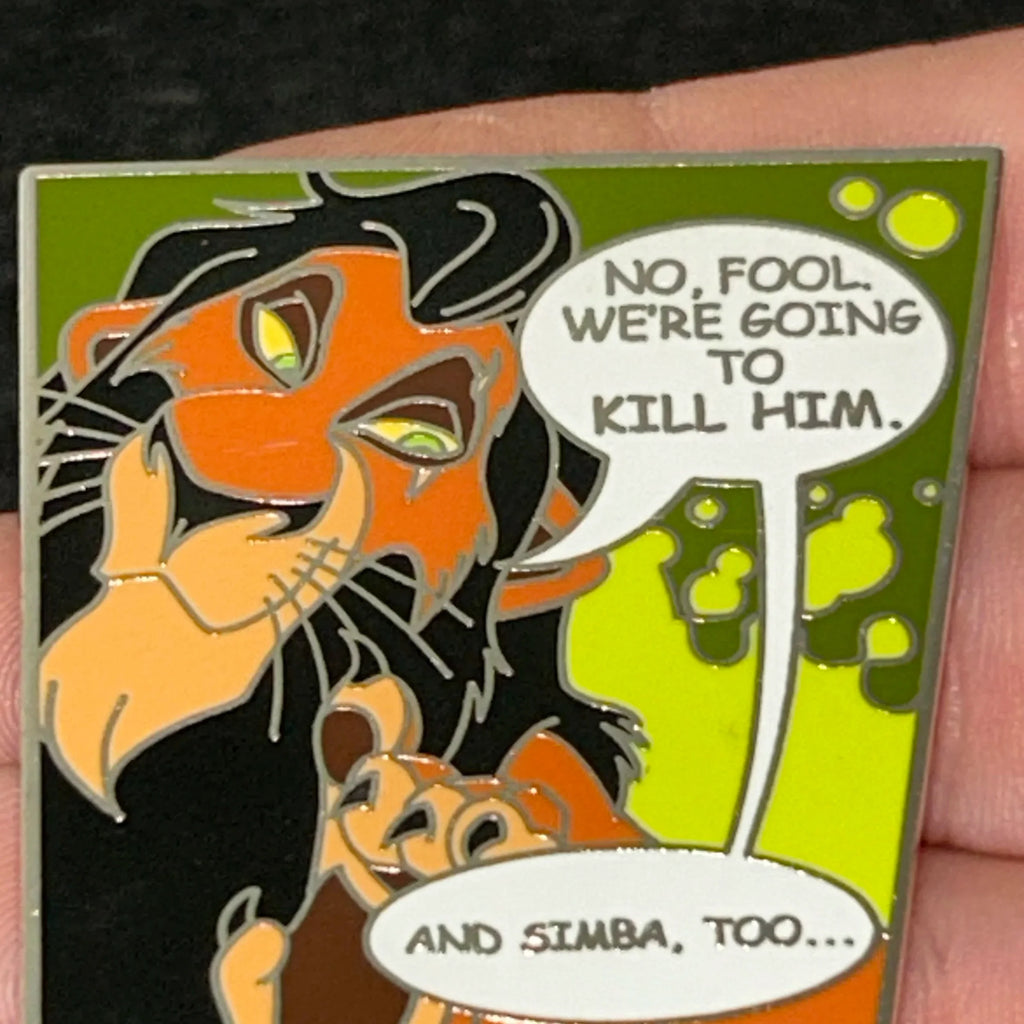 NO, FOOL.
WE'RE GOING
TO
KILL HIM.
AND SIMBA, TOO...